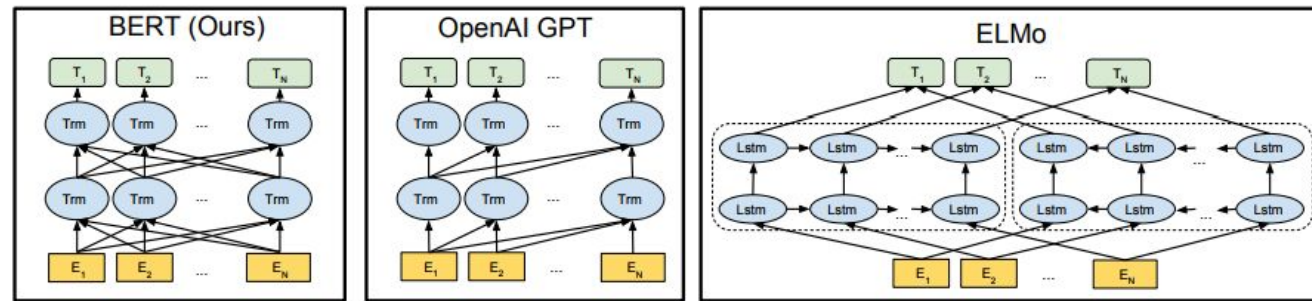 BERT (Ours)
T1 T2 ... TN
Trm Trm ... Trm
Trm Trm ... Trm
E1 E2 ... EN
OpenAI GPT
T1 T2 ... TN
Trm Trm ... Trm
Trm Trm ... Trm
E1 E2 ... EN
ELMo
T1 T2 ... TN
Lstm Lstm ... Lstm Lstm Lstm ... Lstm
Lstm Lstm ... Lstm Lstm Lstm ... Lstm
E1 E2 ... EN